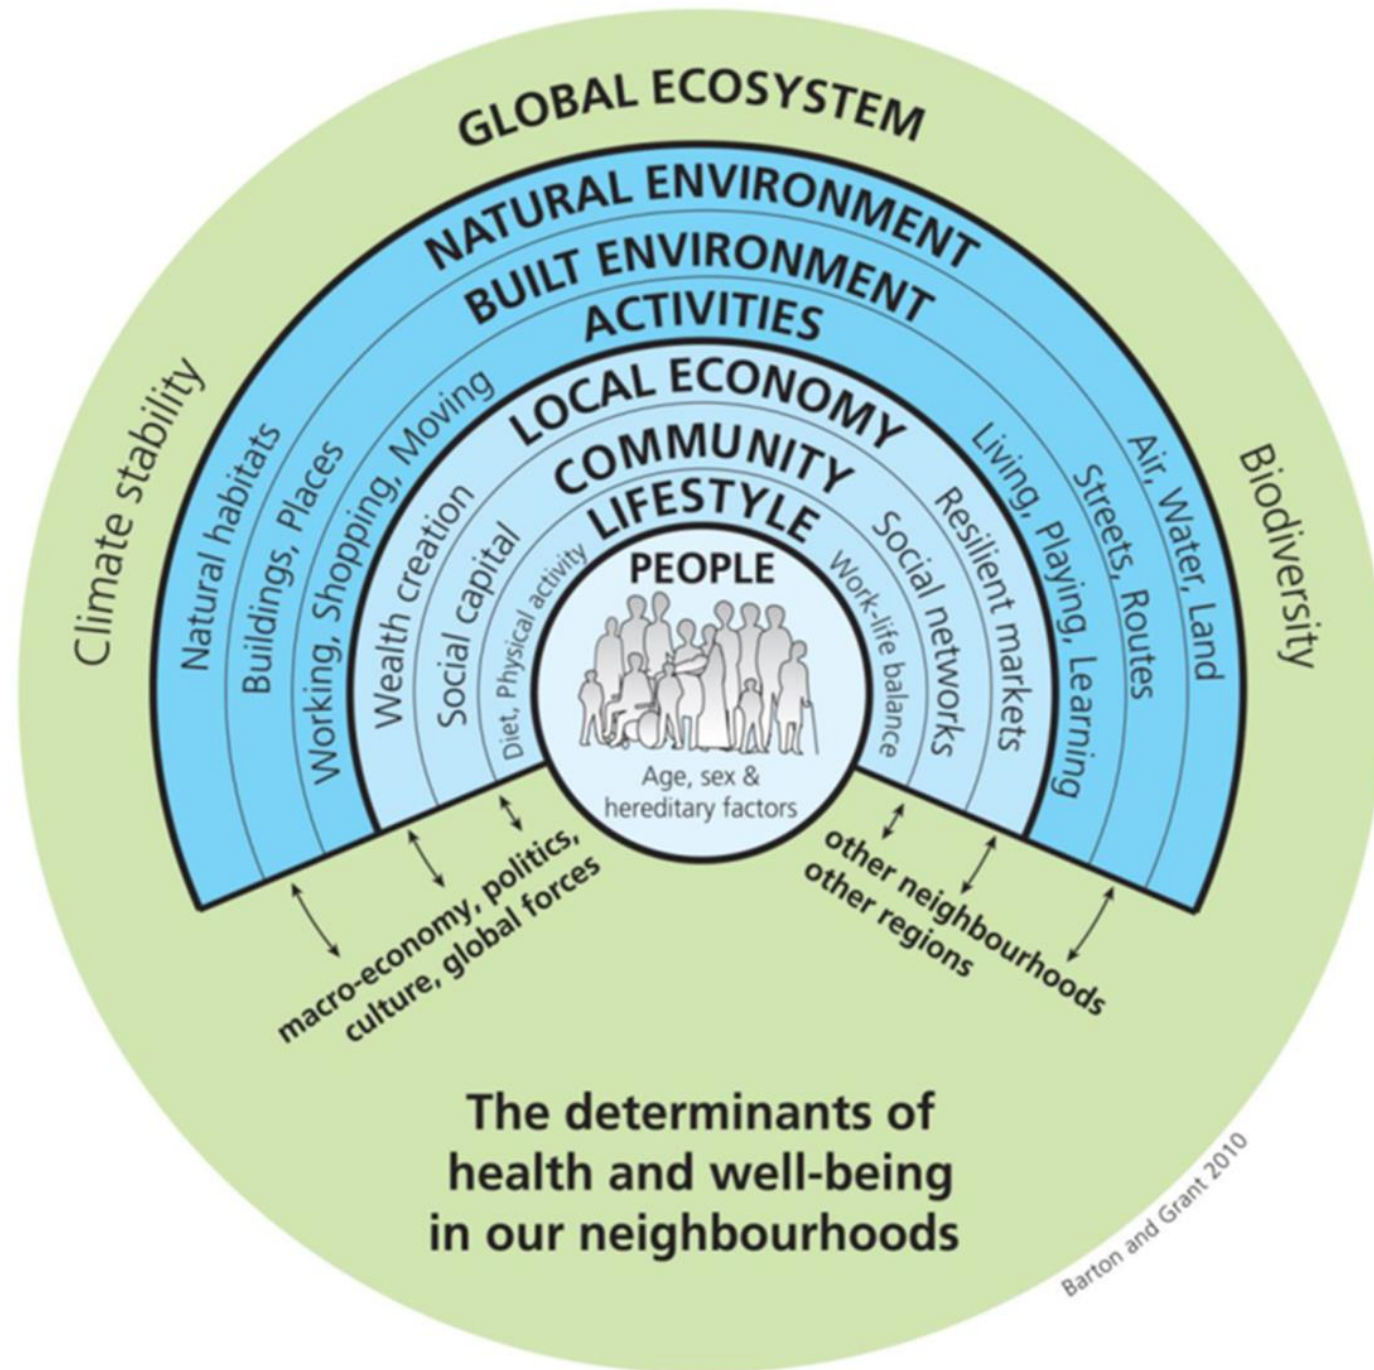 GLOBAL ECOSYSTEM
NATURAL ENVIRONMENT
BUILT ENVIRONMENT
ACTIVITIES
LOCAL ECONOMY
COMMUNITY
LIFESTYLE
PEOPLE
Age, sex &
hereditary factors
Climate stability
Biodiversity
Natural habitats
Air, Water, Land
Buildings, Places
Streets, Routes
Working, Shopping, Moving
Living, Playing, Learning
Wealth creation
Resilient markets
Social capital
Social networks
Diet, Physical activity
Work-life balance
macro-economy, politics,
culture, global forces
other neighbourhoods
other regions
The determinants of
health and well-being
in our neighbourhoods
Barton and Grant 2010